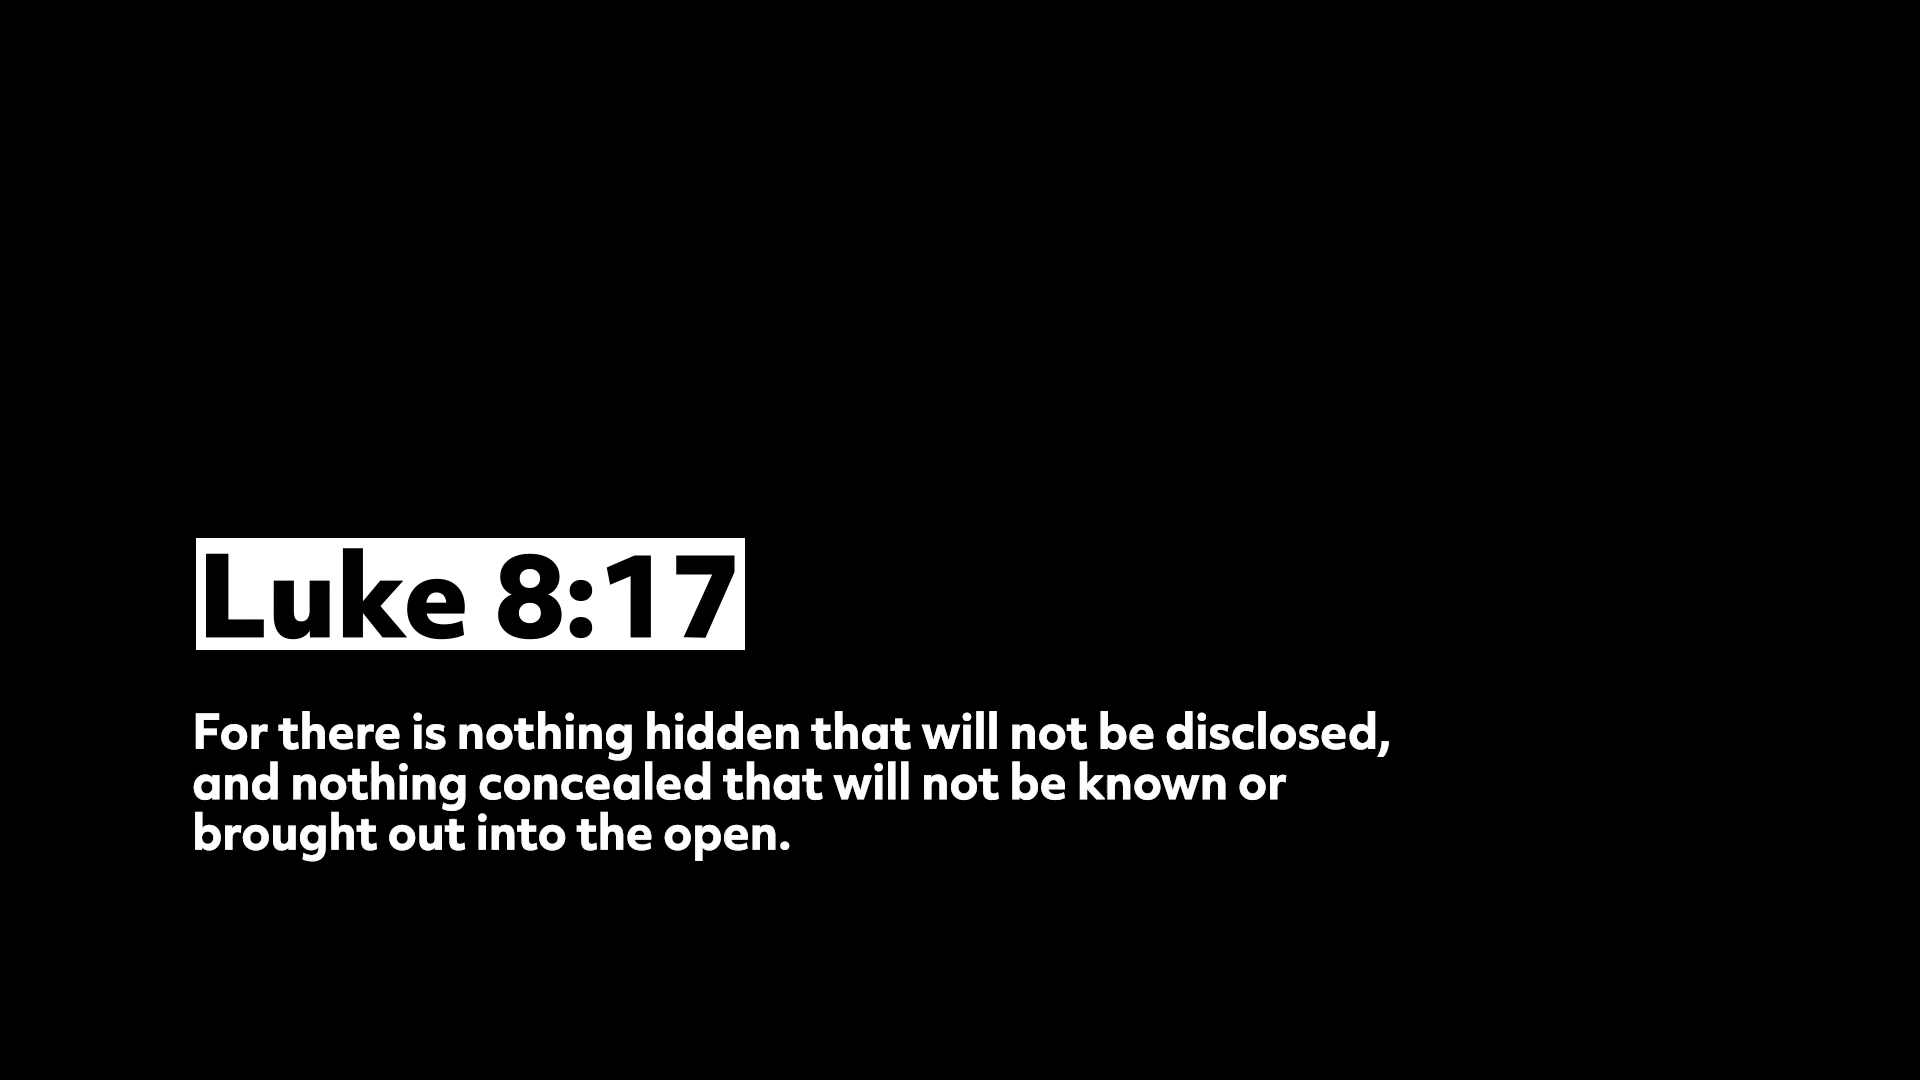 Luke 8:17
For there is nothing hidden that will not be disclosed,
and nothing concealed that will not be known or
brought out into the open.